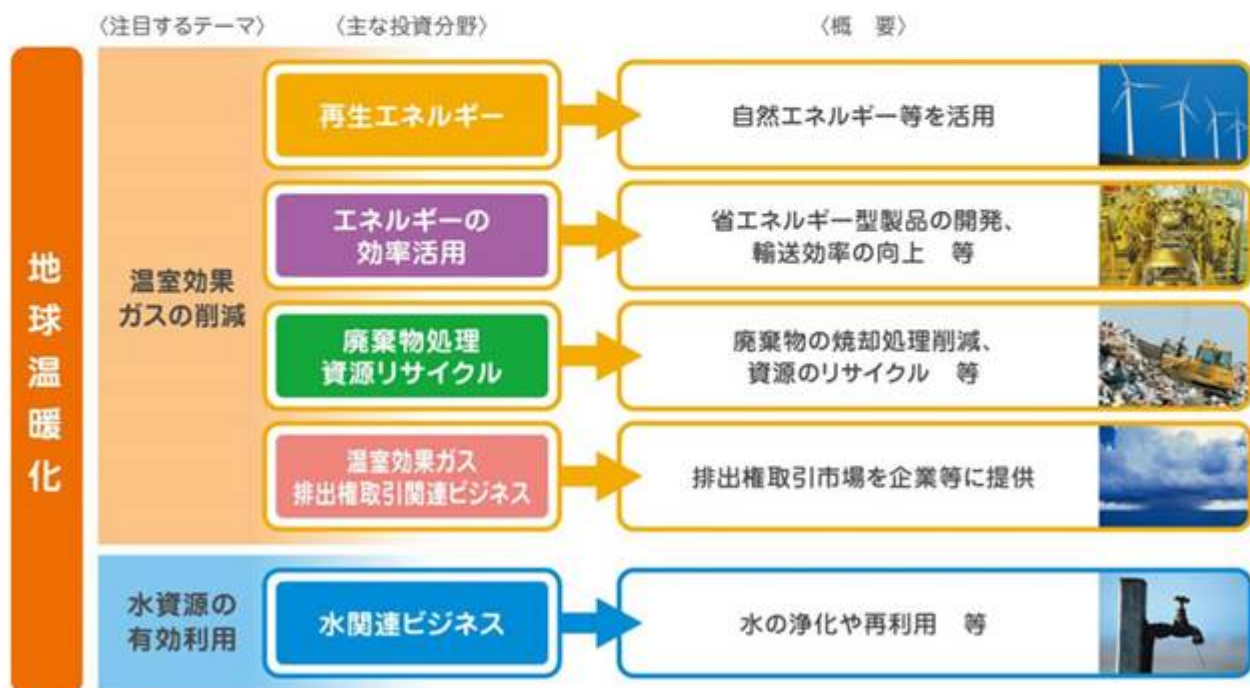 〈注目するテーマ〉
〈主な投資分野〉
〈概　要〉
地球温暖化
温室効果
ガスの削減
再生エネルギー
自然エネルギー等を活用
エネルギーの
効率活用
省エネルギー型製品の開発、
輸送効率の向上　等
廃棄物処理
資源リサイクル
廃棄物の焼却処理削減、
資源のリサイクル　等
温室効果ガス
排出権取引関連ビジネス
排出権取引市場を企業等に提供
水資源の
有効利用
水関連ビジネス
水の浄化や再利用　等